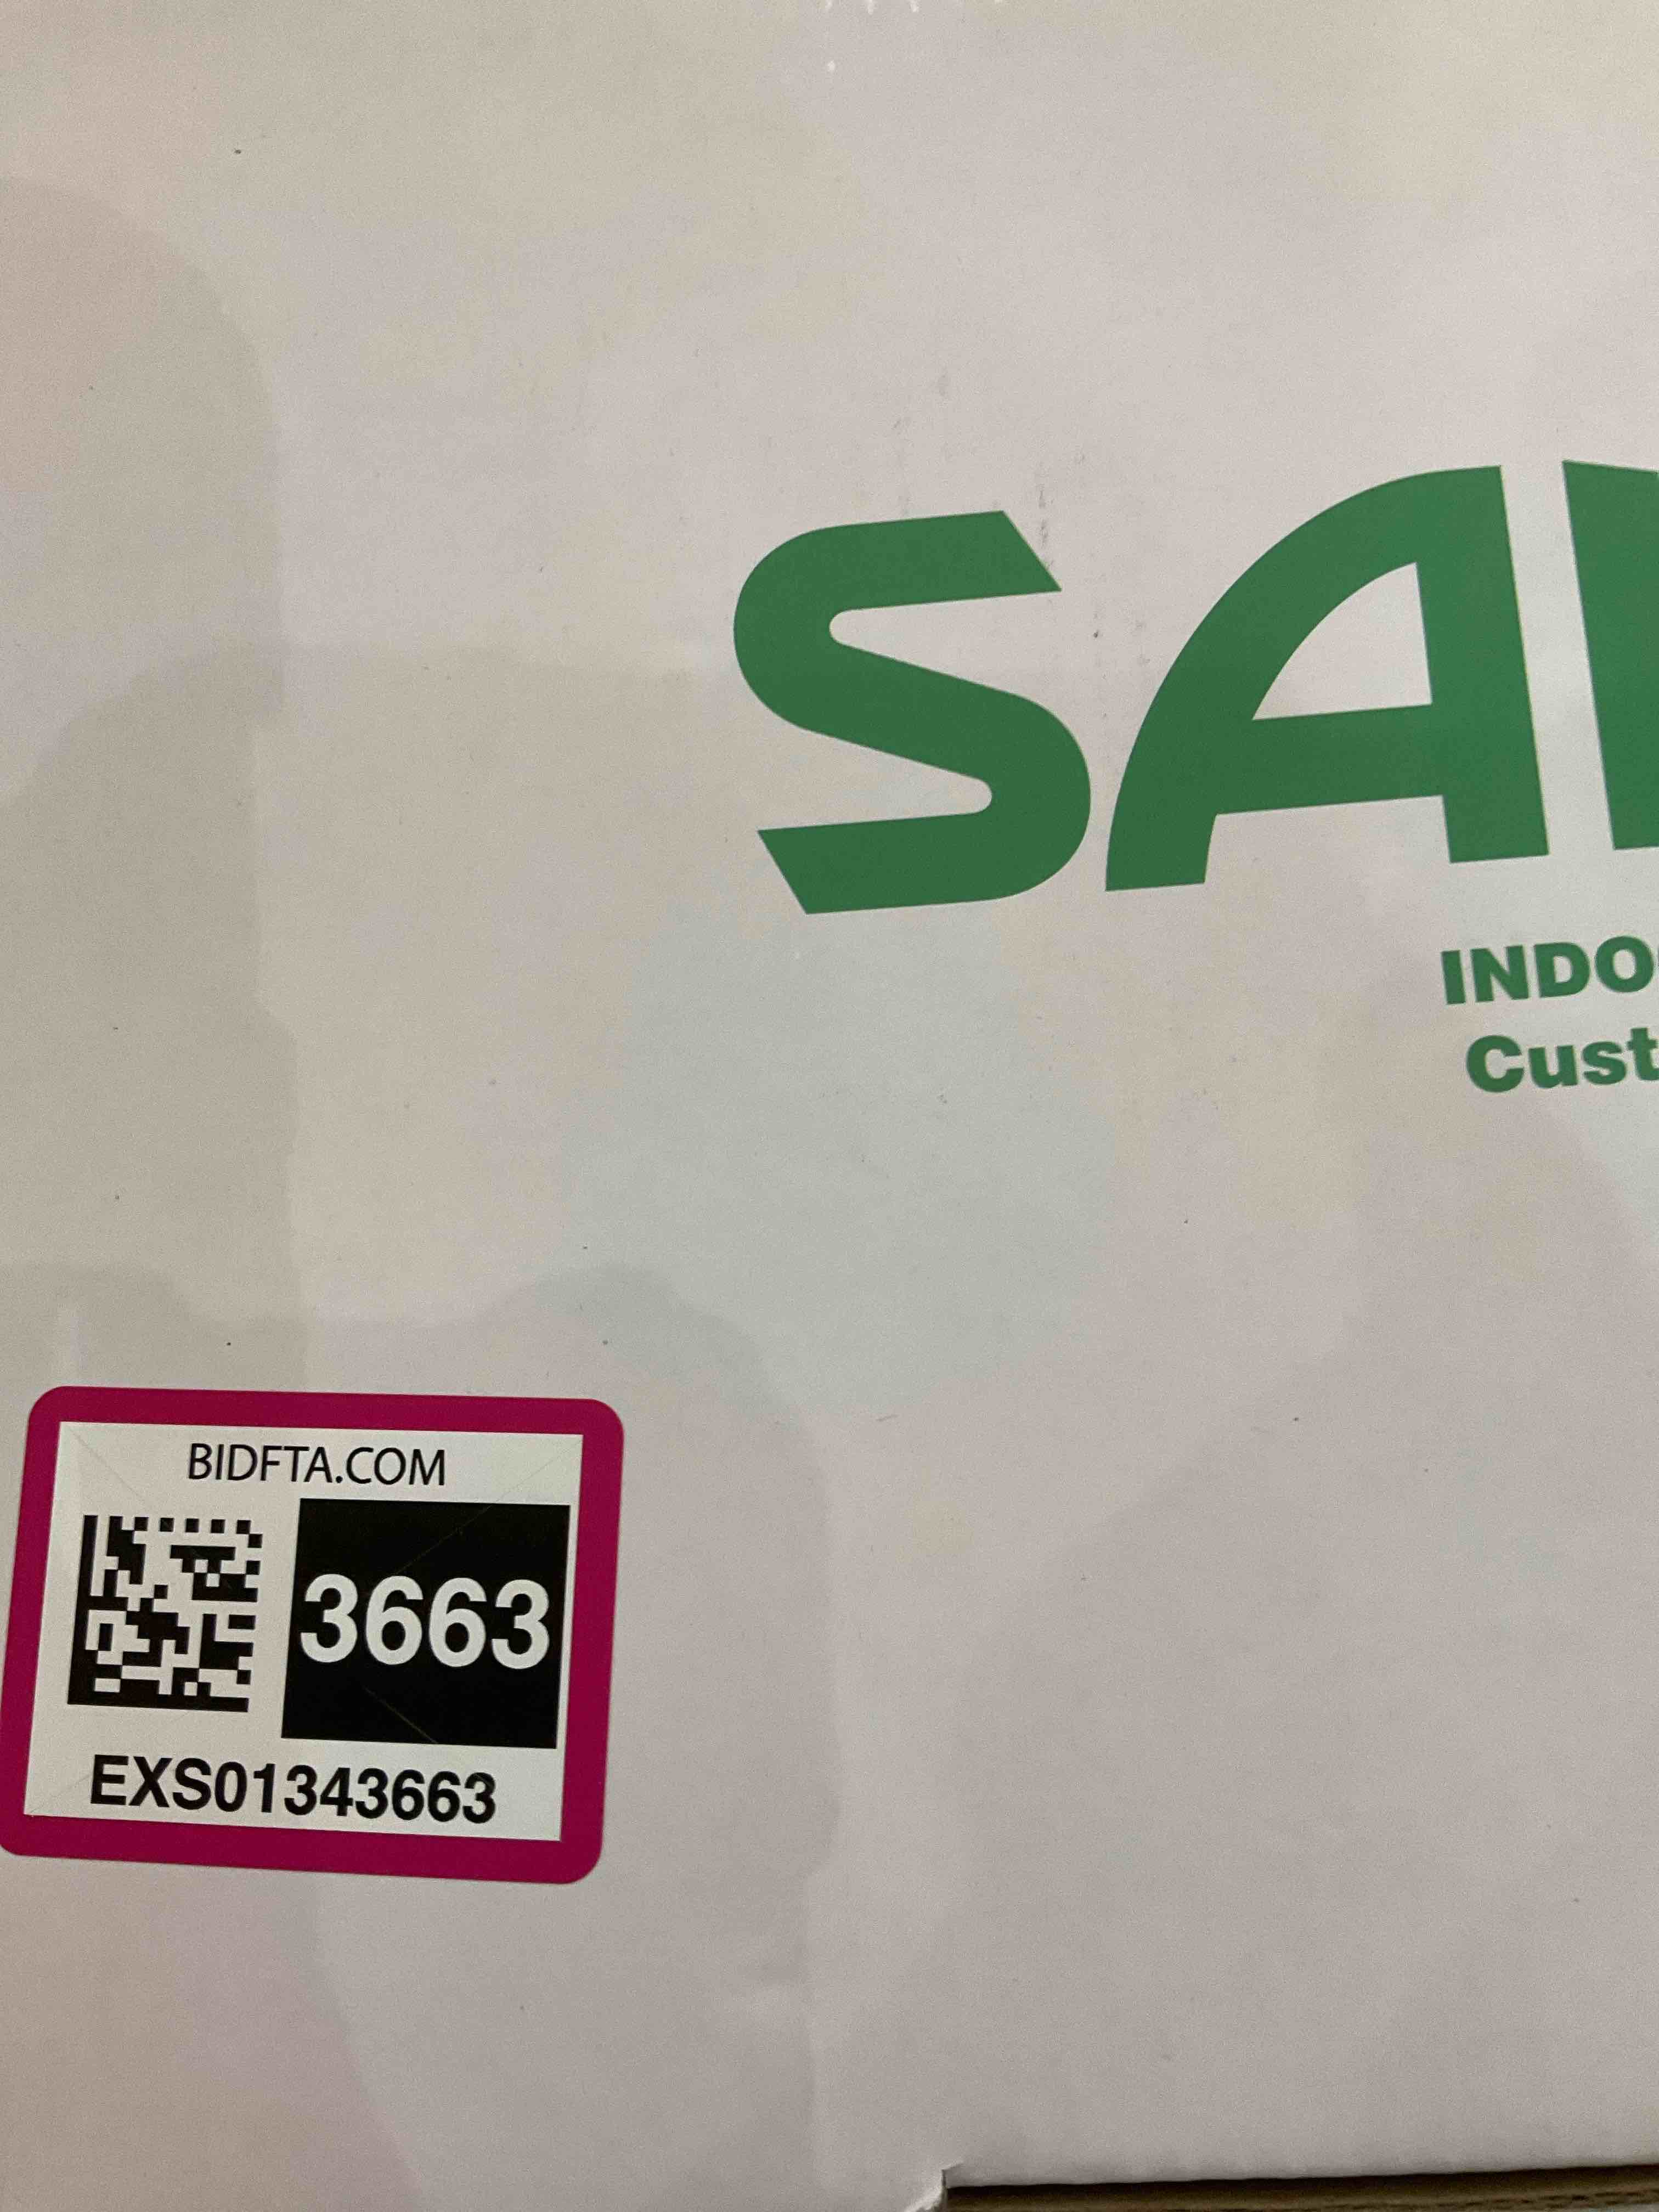 SA
INDO
Cust
BIDFTA.COM
3663
EXS01343663